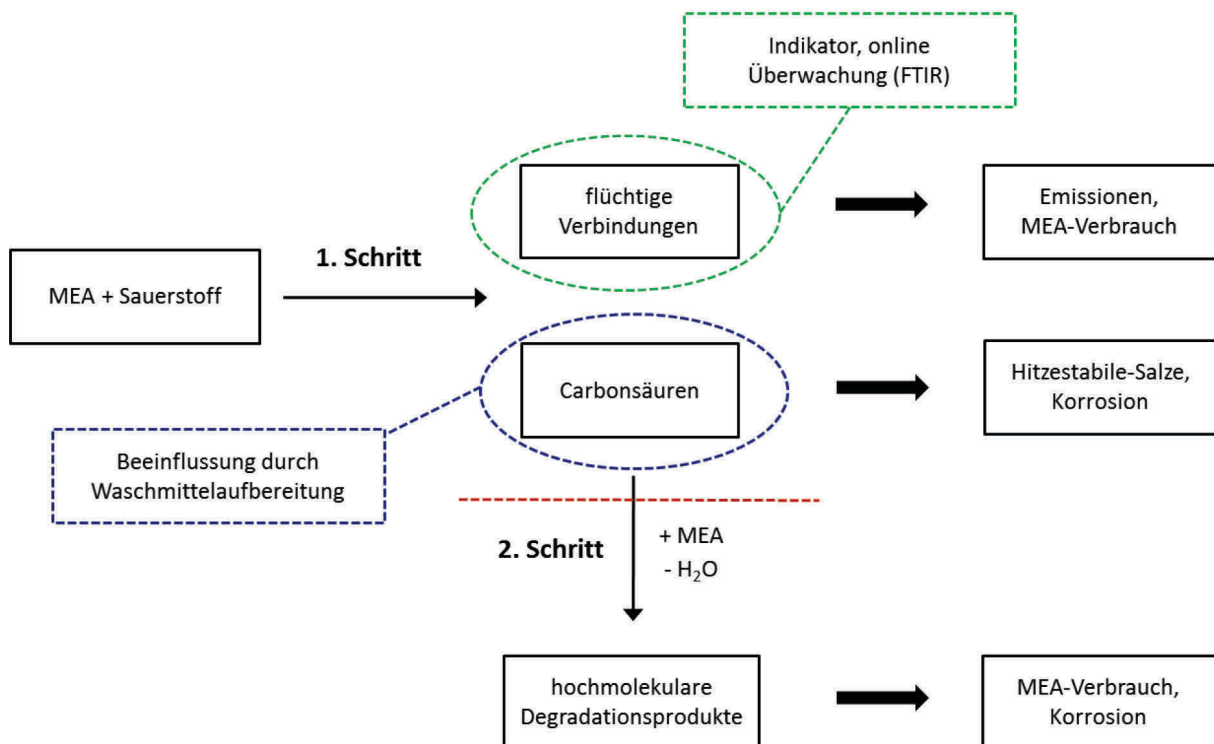 Indikator, online
Überwachung (FTIR)
flüchtige
Verbindungen
Emissionen,
MEA-Verbrauch
1. Schritt
MEA + Sauerstoff
Carbonsäuren
Hitzestabile-Salze,
Korrosion
Beeinflussung durch
Waschmittelaufbereitung
2. Schritt
+ MEA
- H₂O
hochmolekulare
Degradationsprodukte
MEA-Verbrauch,
Korrosion